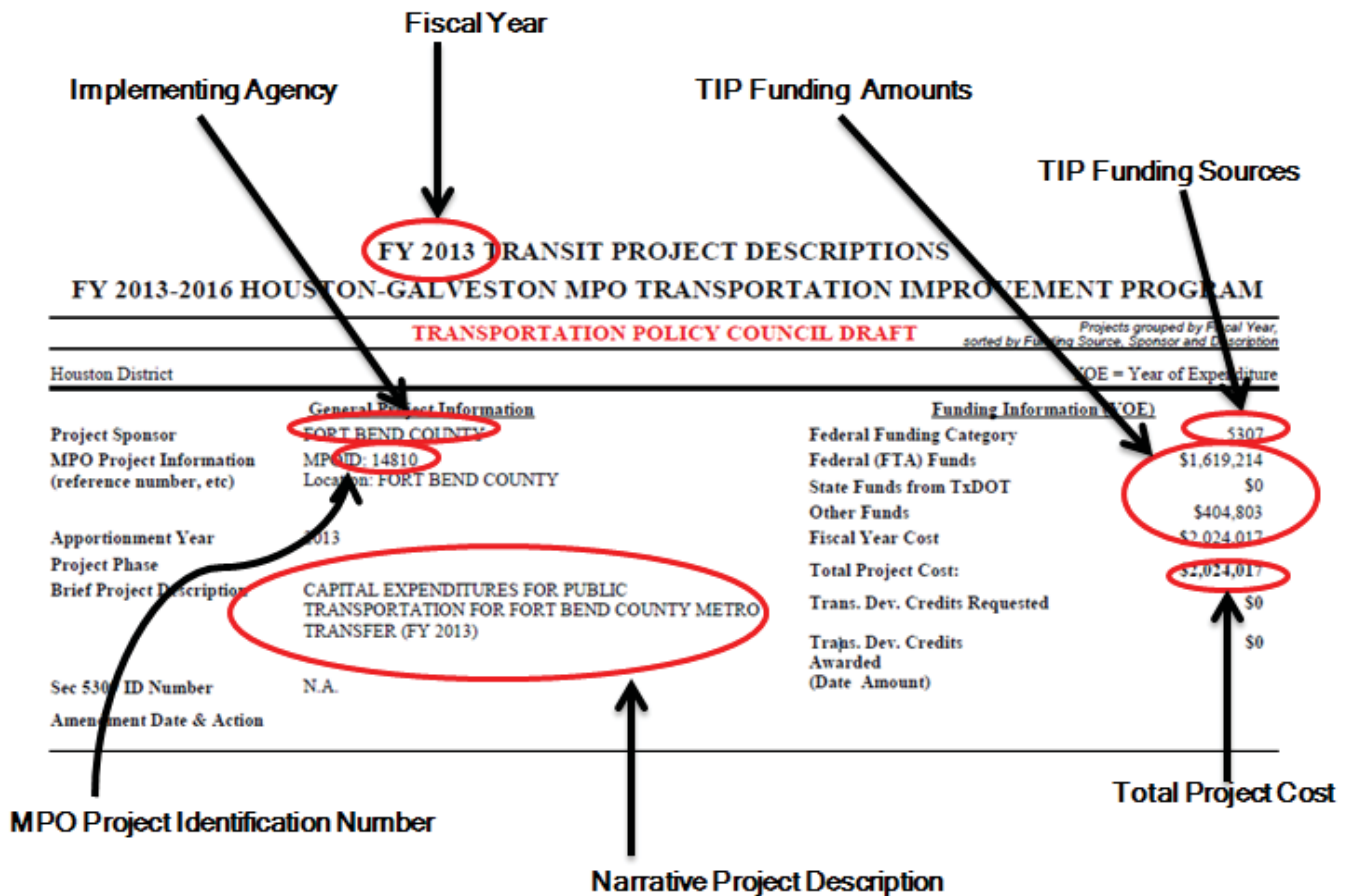 Fiscal Year
Implementing Agency
TIP Funding Amounts
TIP Funding Sources
FY 2013 TRANSIT PROJECT DESCRIPTIONS
FY 2013-2016 HOUSTON-GALVESTON MPO TRANSPORTATION IMPROVEMENT PROGRAM
TRANSPORTATION POLICY COUNCIL DRAFT
Projects grouped by Fiscal Year,
sorted by Funding Source, Sponsor and Description
Houston District
YOE = Year of Expenditure
General Project Information
Project Sponsor FORT BEND COUNTY
MPO Project Information MPOID: 14810
(reference number, etc) Location: FORT BEND COUNTY
Apportionment Year 2013
Project Phase
Brief Project Description CAPITAL EXPENDITURES FOR PUBLIC
TRANSPORTATION FOR FORT BEND COUNTY METRO
TRANSFER (FY 2013)
Sec 5307 ID Number N.A.
Amendment Date & Action
Funding Information (YOE)
Federal Funding Category 5307
Federal (FTA) Funds $1,619,214
State Funds from TxDOT $0
Other Funds $404,803
Fiscal Year Cost $2,024,017
Total Project Cost: $2,024,017
Trans. Dev. Credits Requested $0
Trans. Dev. Credits $0
Awarded
(Date Amount)
MPO Project Identification Number
Total Project Cost
Narrative Project Description